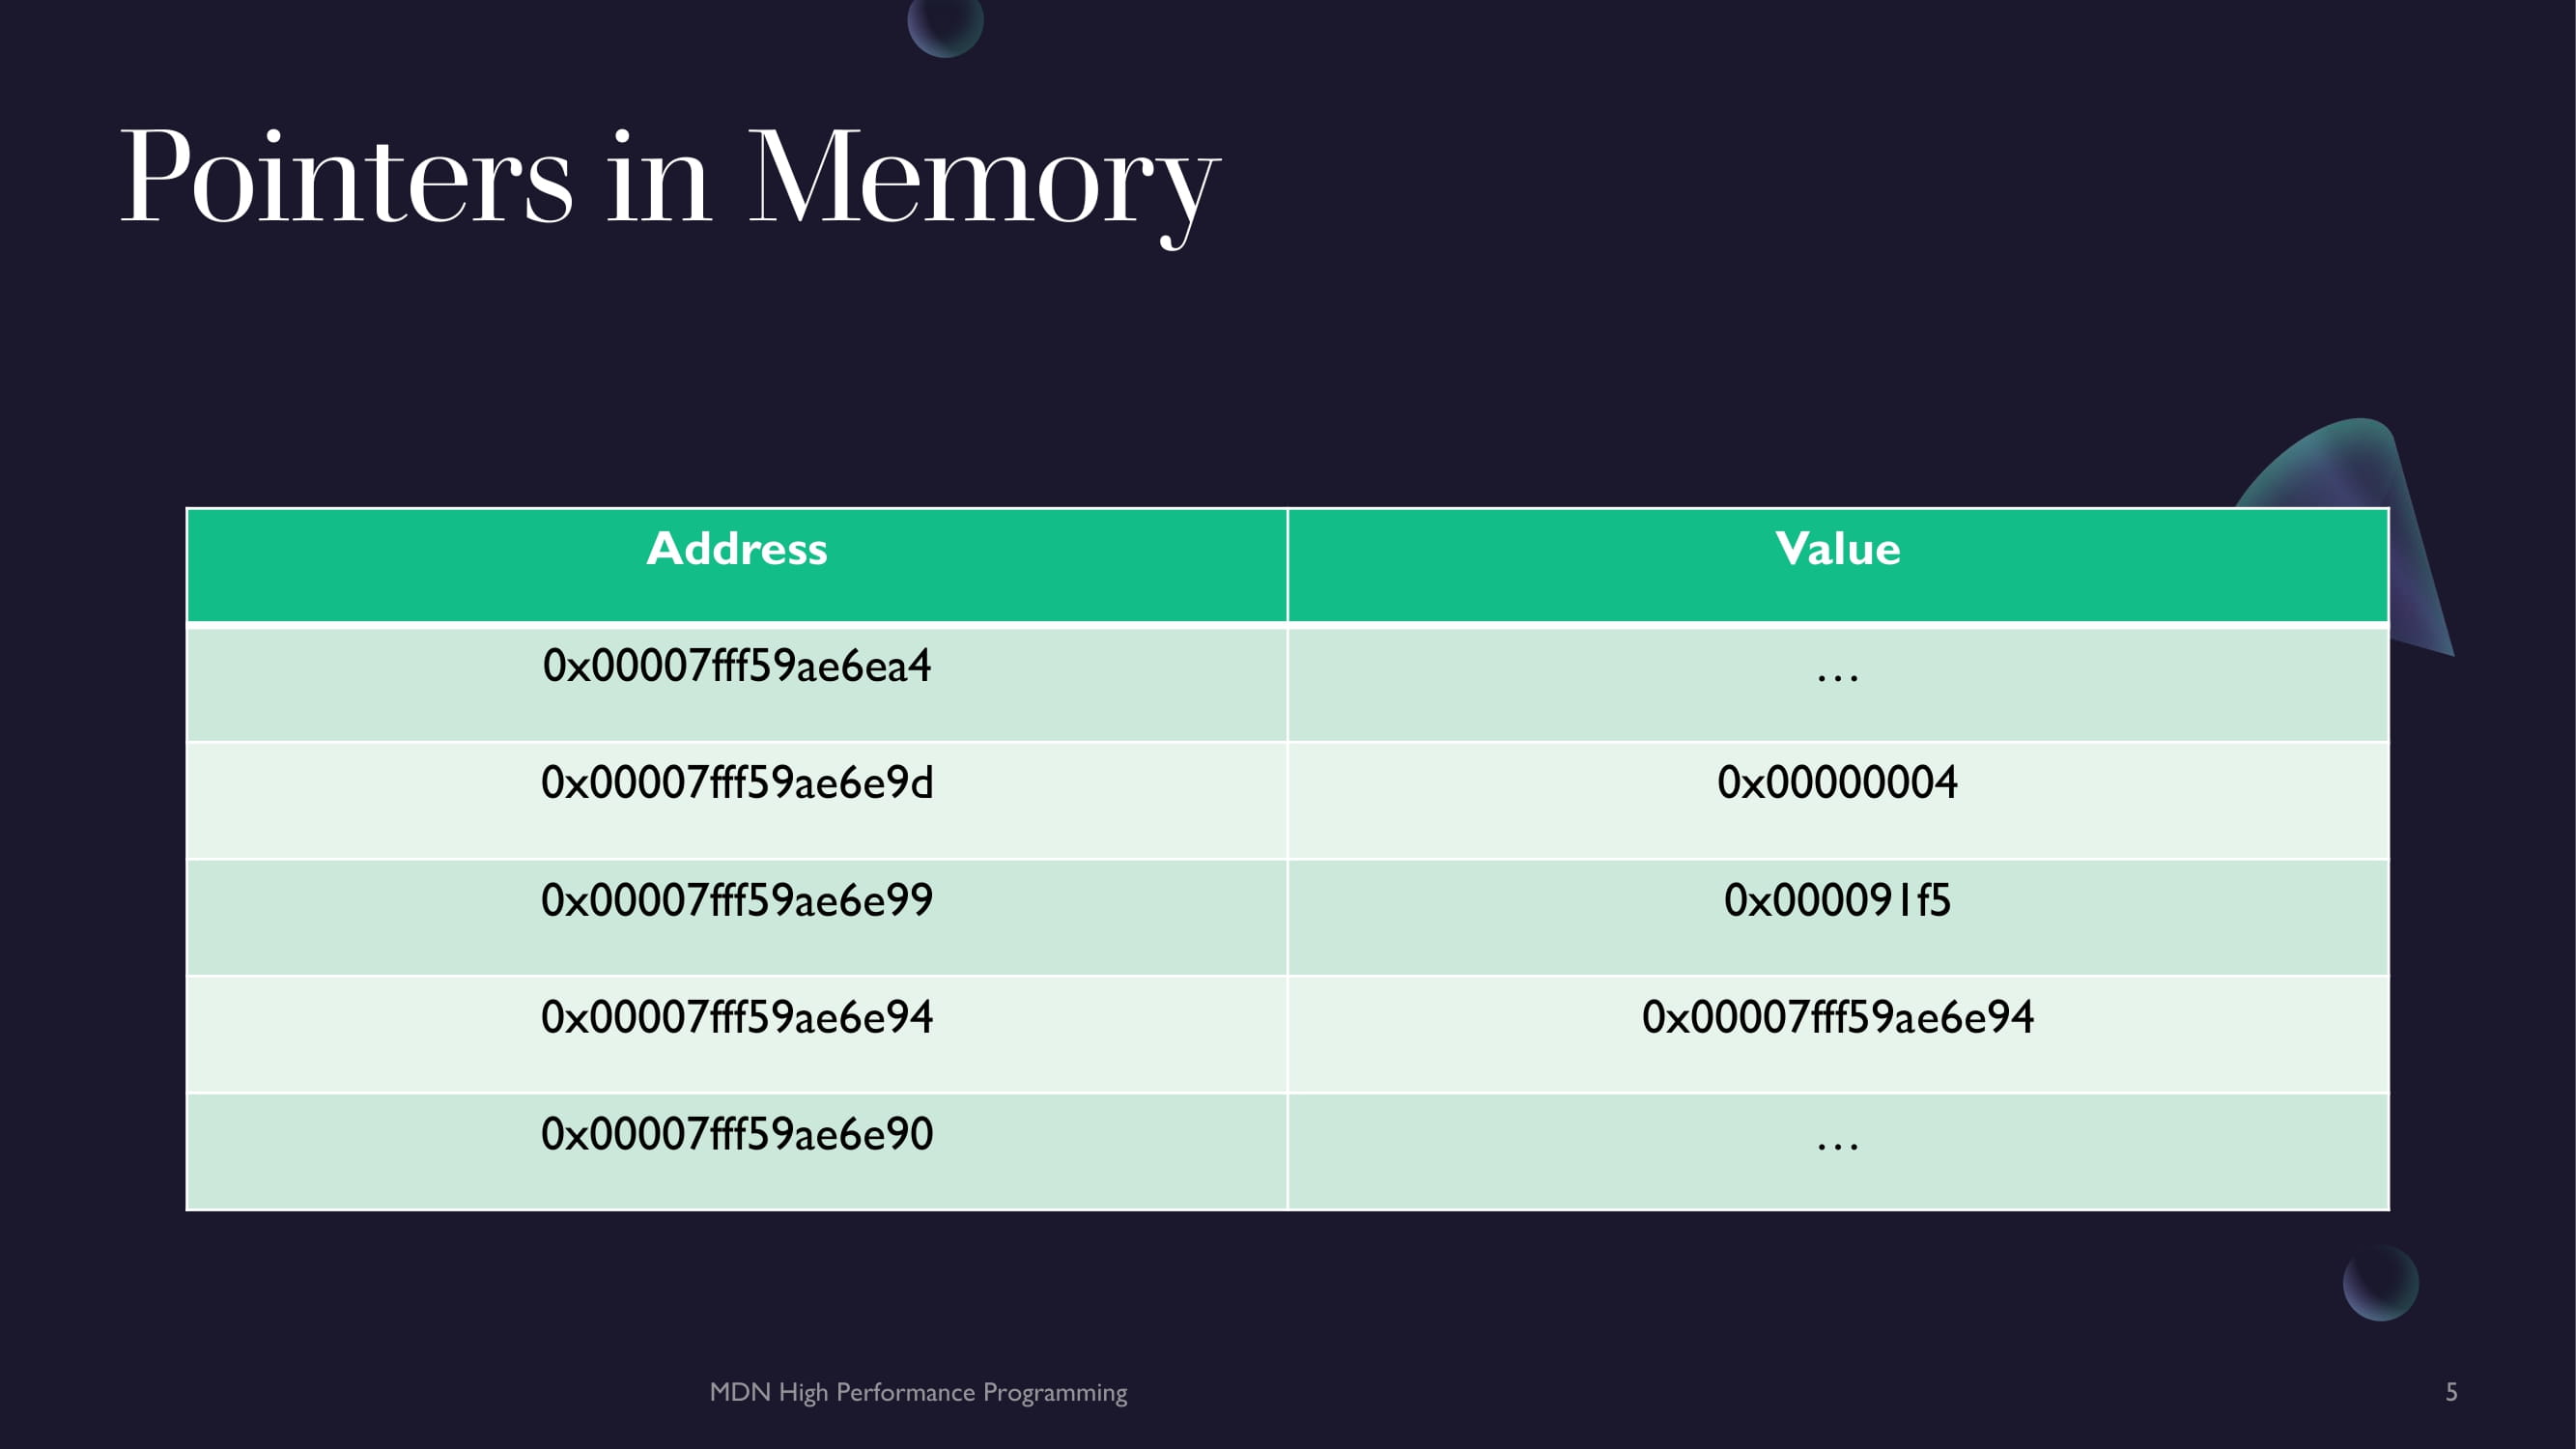 Pointers in Memory
Address Value
0x00007fff59ae6ea4 …
0x00007fff59ae6e9d 0x00000004
0x00007fff59ae6e99 0x000091f5
0x00007fff59ae6e94 0x00007fff59ae6e94
0x00007fff59ae6e90 …
MDN High Performance Programming 5